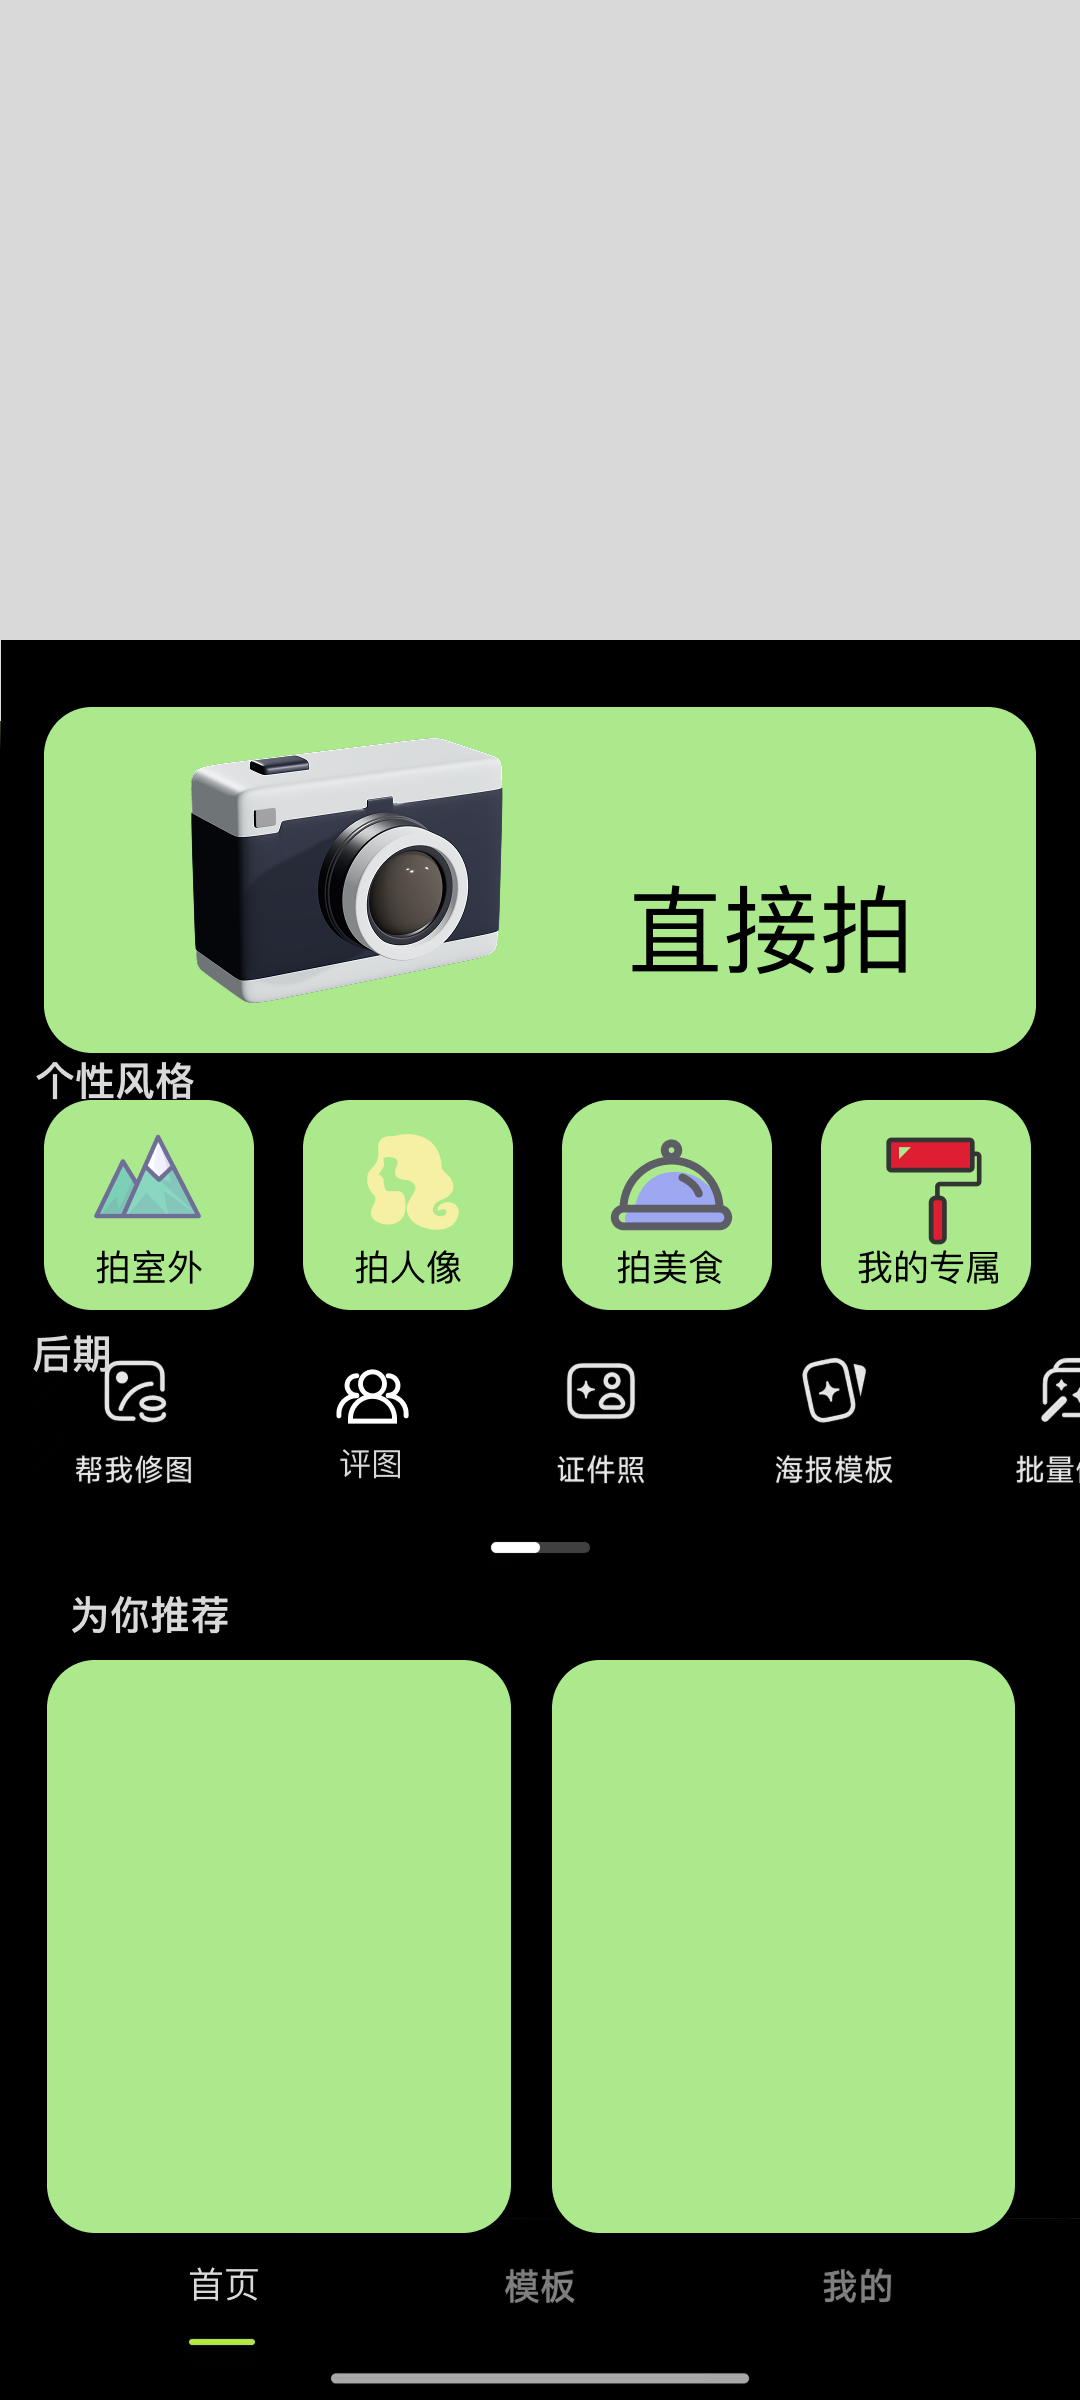 直接拍
个性风格
拍室外
拍人像
拍美食
我的专属
后期
帮我修图
评图
证件照
海报模板
批量
为你推荐
首页
模板
我的